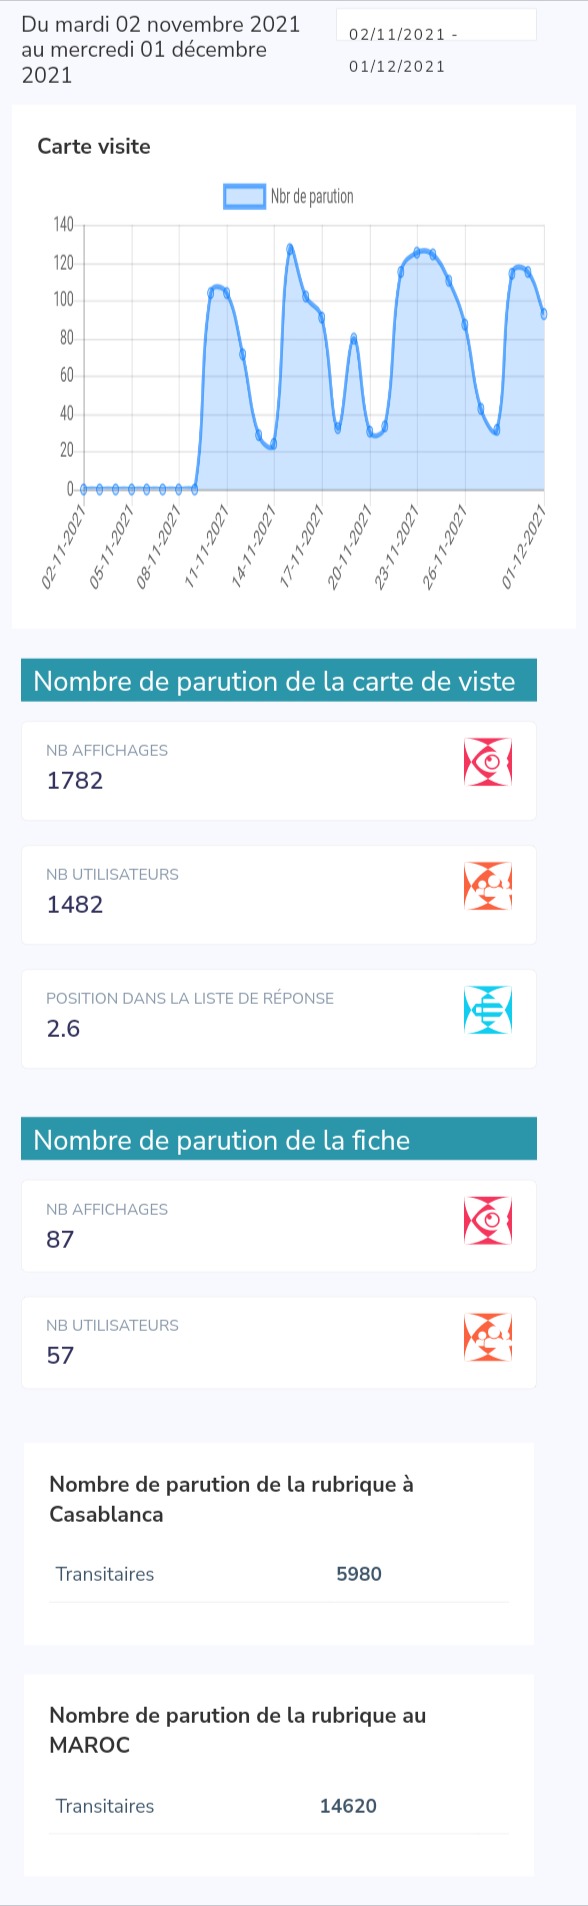 Du mardi 02 novembre 2021
au mercredi 01 décembre
2021
02/11/2021 -
01/12/2021
Carte visite
Nbr de parution
140
120
100
80
60
40
20
0
02-11-2021
05-11-2021
08-11-2021
11-11-2021
14-11-2021
17-11-2021
20-11-2021
23-11-2021
26-11-2021
01-12-2021
Nombre de parution de la carte de viste
NB AFFICHAGES
1782
NB UTILISATEURS
1482
POSITION DANS LA LISTE DE RÉPONSE
2.6
Nombre de parution de la fiche
NB AFFICHAGES
87
NB UTILISATEURS
57
Nombre de parution de la rubrique à
Casablanca
Transitaires 5980
Nombre de parution de la rubrique au
MAROC
Transitaires 14620